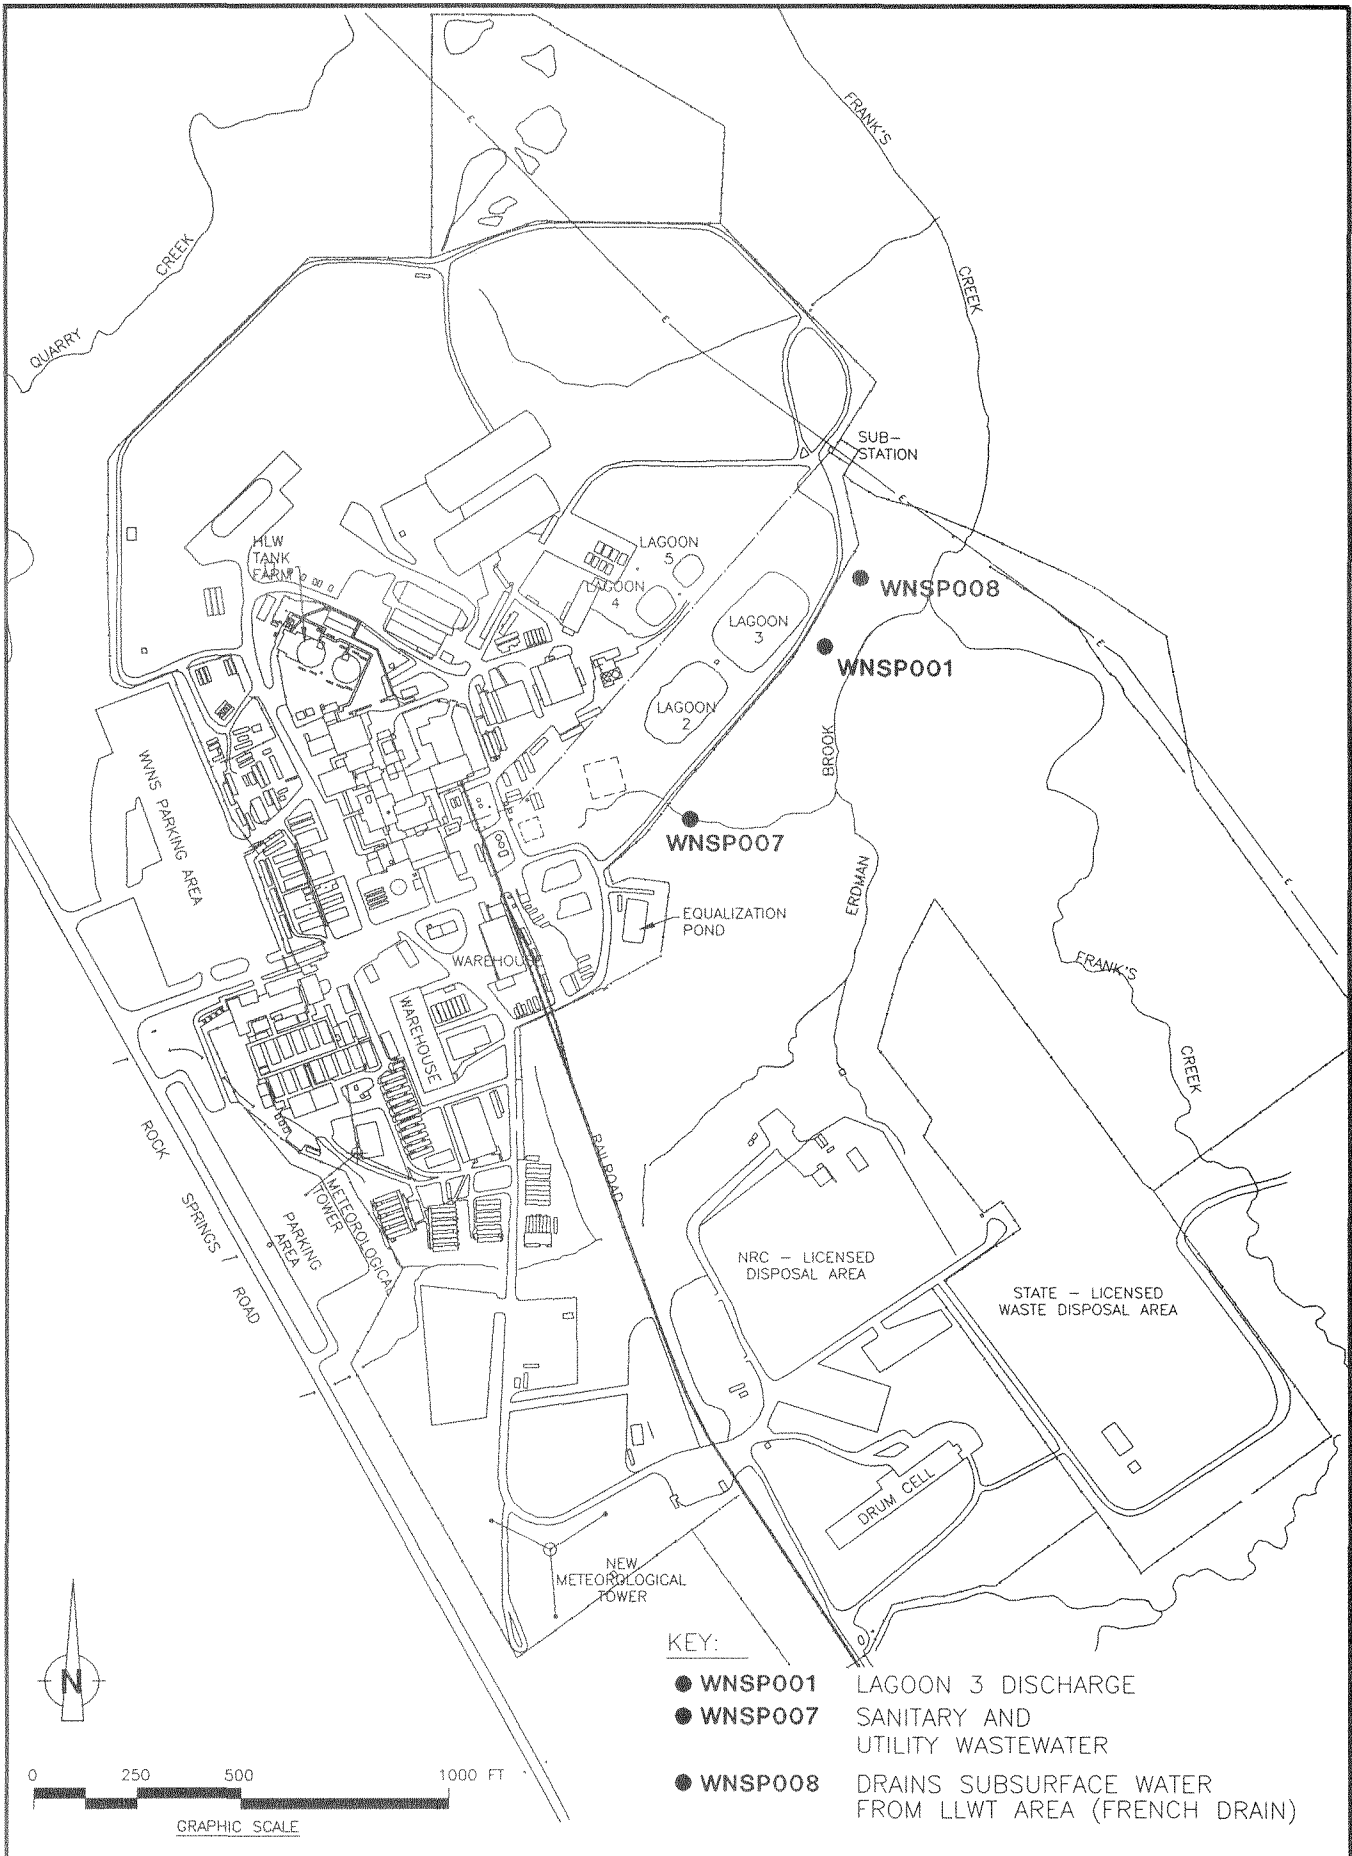 FRANK'S
CREEK
CREEK
QUARRY
SUB-
STATION
HLW
TANK
FARM
LAGOON
5
LAGOON
4
LAGOON
3
LAGOON
2
WNSP008
WNSP001
WNSP007
BROOK
ERDMAN
WVNS PARKING AREA
EQUALIZATION
POND
WAREHOUSE
WAREHOUSE
FRANK'S
CREEK
ROCK
SPRINGS
ROAD
PARKING
AREA
METEOROLOGICAL
TOWER
RAILROAD
NRC - LICENSED
DISPOSAL AREA
STATE - LICENSED
WASTE DISPOSAL AREA
DRUM CELL
NEW
METEOROLOGICAL
TOWER
E
E
E
E
E
N
KEY:
WNSP001 LAGOON 3 DISCHARGE
WNSP007 SANITARY AND
UTILITY WASTEWATER
WNSP008 DRAINS SUBSURFACE WATER
FROM LLWT AREA (FRENCH DRAIN)
0 250 500 1000 FT
GRAPHIC SCALE